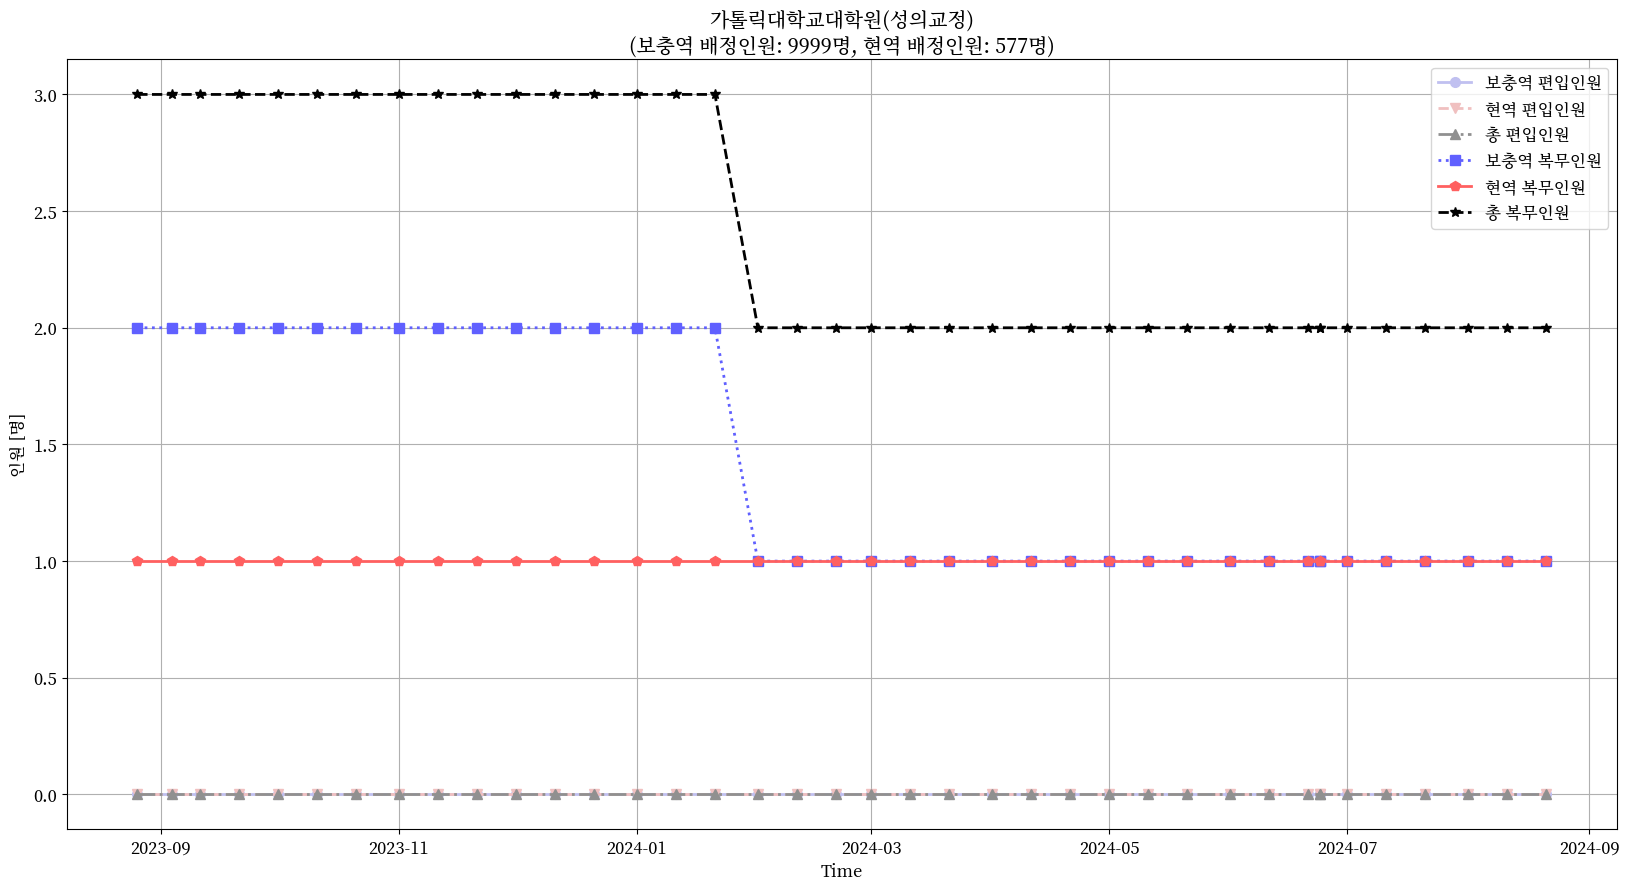 가톨릭대학교대학원(성의교정)
(보충역 배정인원: 9999명, 현역 배정인원: 577명)
보충역 편입인원
현역 편입인원
총 편입인원
보충역 복무인원
현역 복무인원
총 복무인원
인원 [명]
3.0
2.5
2.0
1.5
1.0
0.5
0.0
2023-09
2023-11
2024-01
2024-03
2024-05
2024-07
2024-09
Time